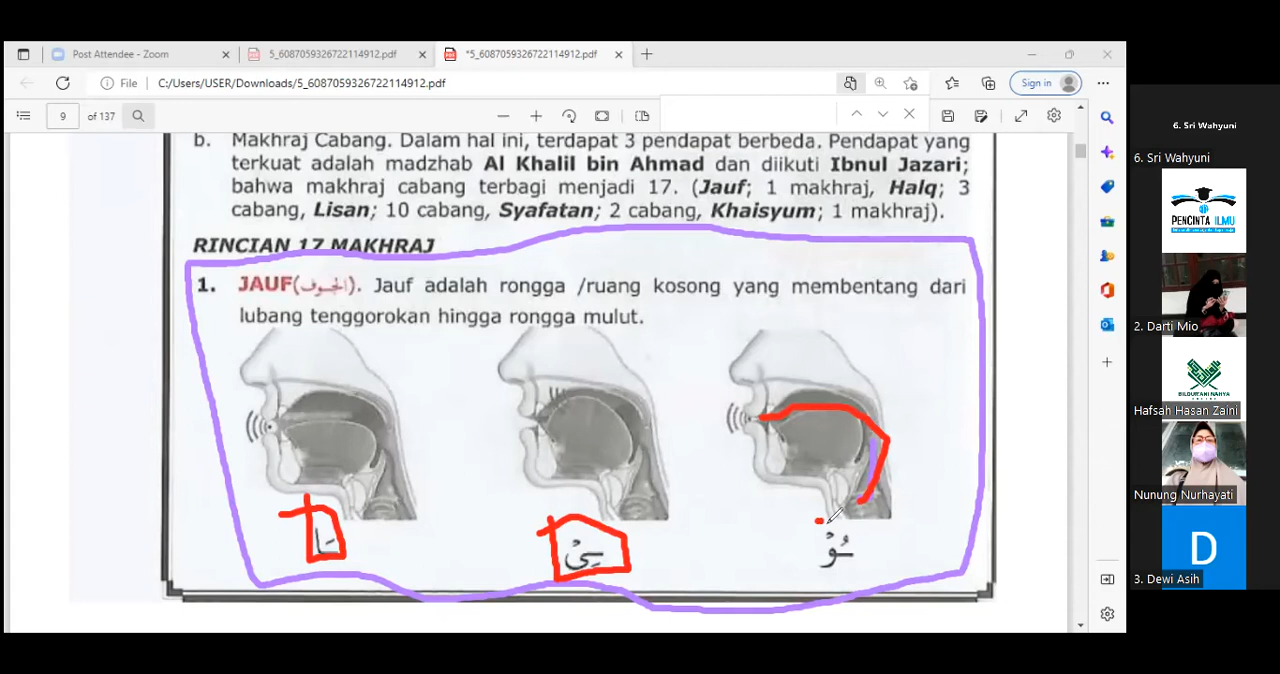 Post Attendee - Zoom
5_6087059326722114912.pdf
*5_6087059326722114912.pdf
File
C:/Users/USER/Downloads/5_6087059326722114912.pdf
Sign in
9
of 137
b. Makhraj Cabang. Dalam hal ini, terdapat 3 pendapat berbeda. Pendapat yang
terkuat adalah madzhab Al Khalil bin Ahmad dan diikuti Ibnul Jazari;
bahwa makhraj cabang terbagi menjadi 17. (Jauf; 1 makhraj, Halq; 3
cabang, Lisan; 10 cabang, Syafatan; 2 cabang, Khaisyum; 1 makhraj).
RINCIAN 17 MAKHRAJ
1. JAUF(الجوف). Jauf adalah rongga /ruang kosong yang membentang dari
lubang tenggorokan hingga rongga mulut.
ـَا
ـِيْ
ـُوْ
6. Sri Wahyuni
6. Sri Wahyuni
PENCINTA ILMU
2. Darti Mio
BILQUR'ANI NAHYA
Hafsah Hasan Zaini
Nunung Nurhayati
D
3. Dewi Asih